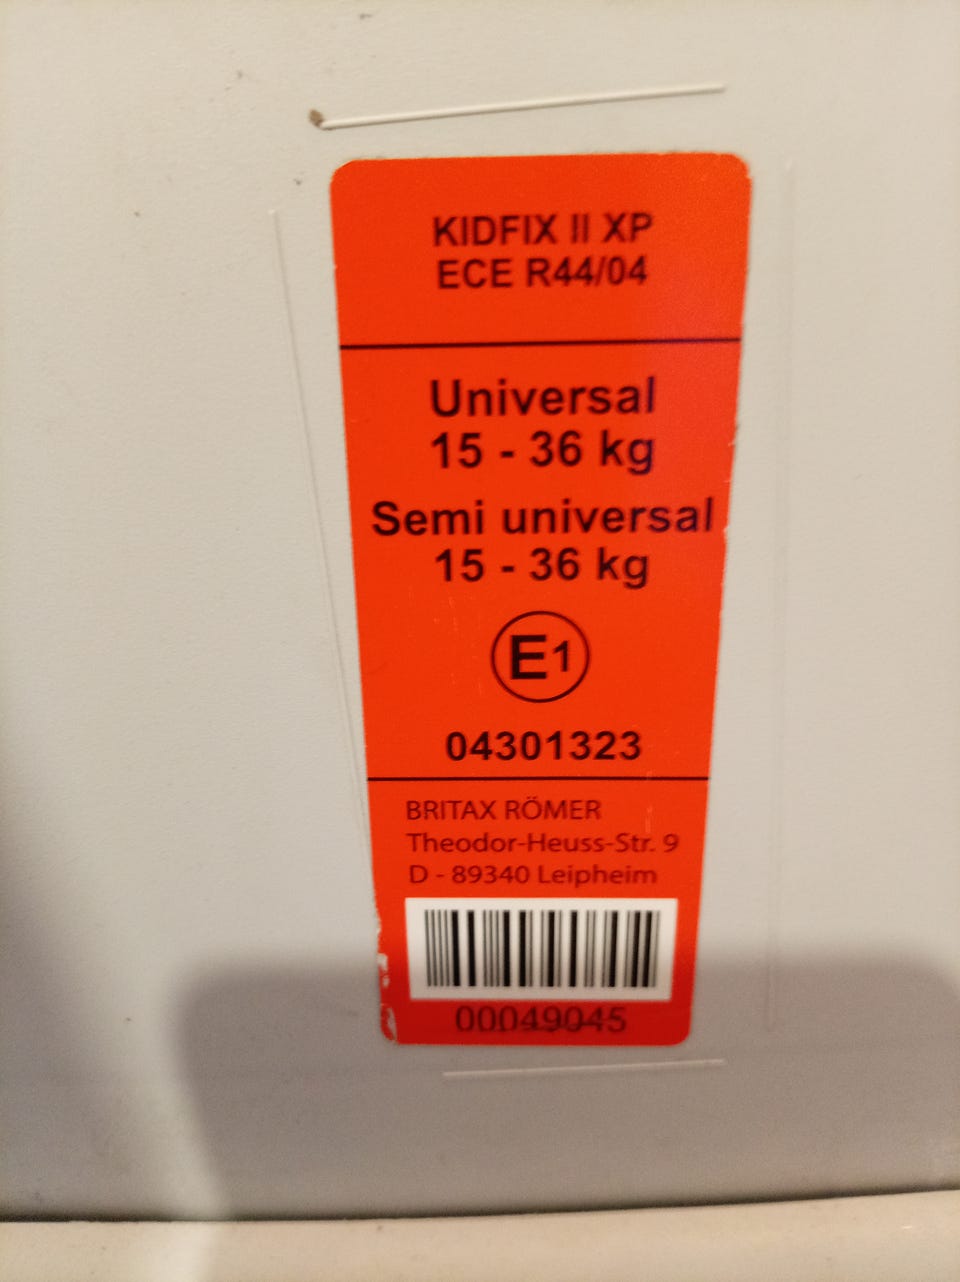 KIDFIX II XP
ECE R44/04
Universal
15 - 36 kg
Semi universal
15 - 36 kg
E1
04301323
BRITAX RÖMER
Theodor-Heuss-Str. 9
D - 89340 Leipheim
00049045